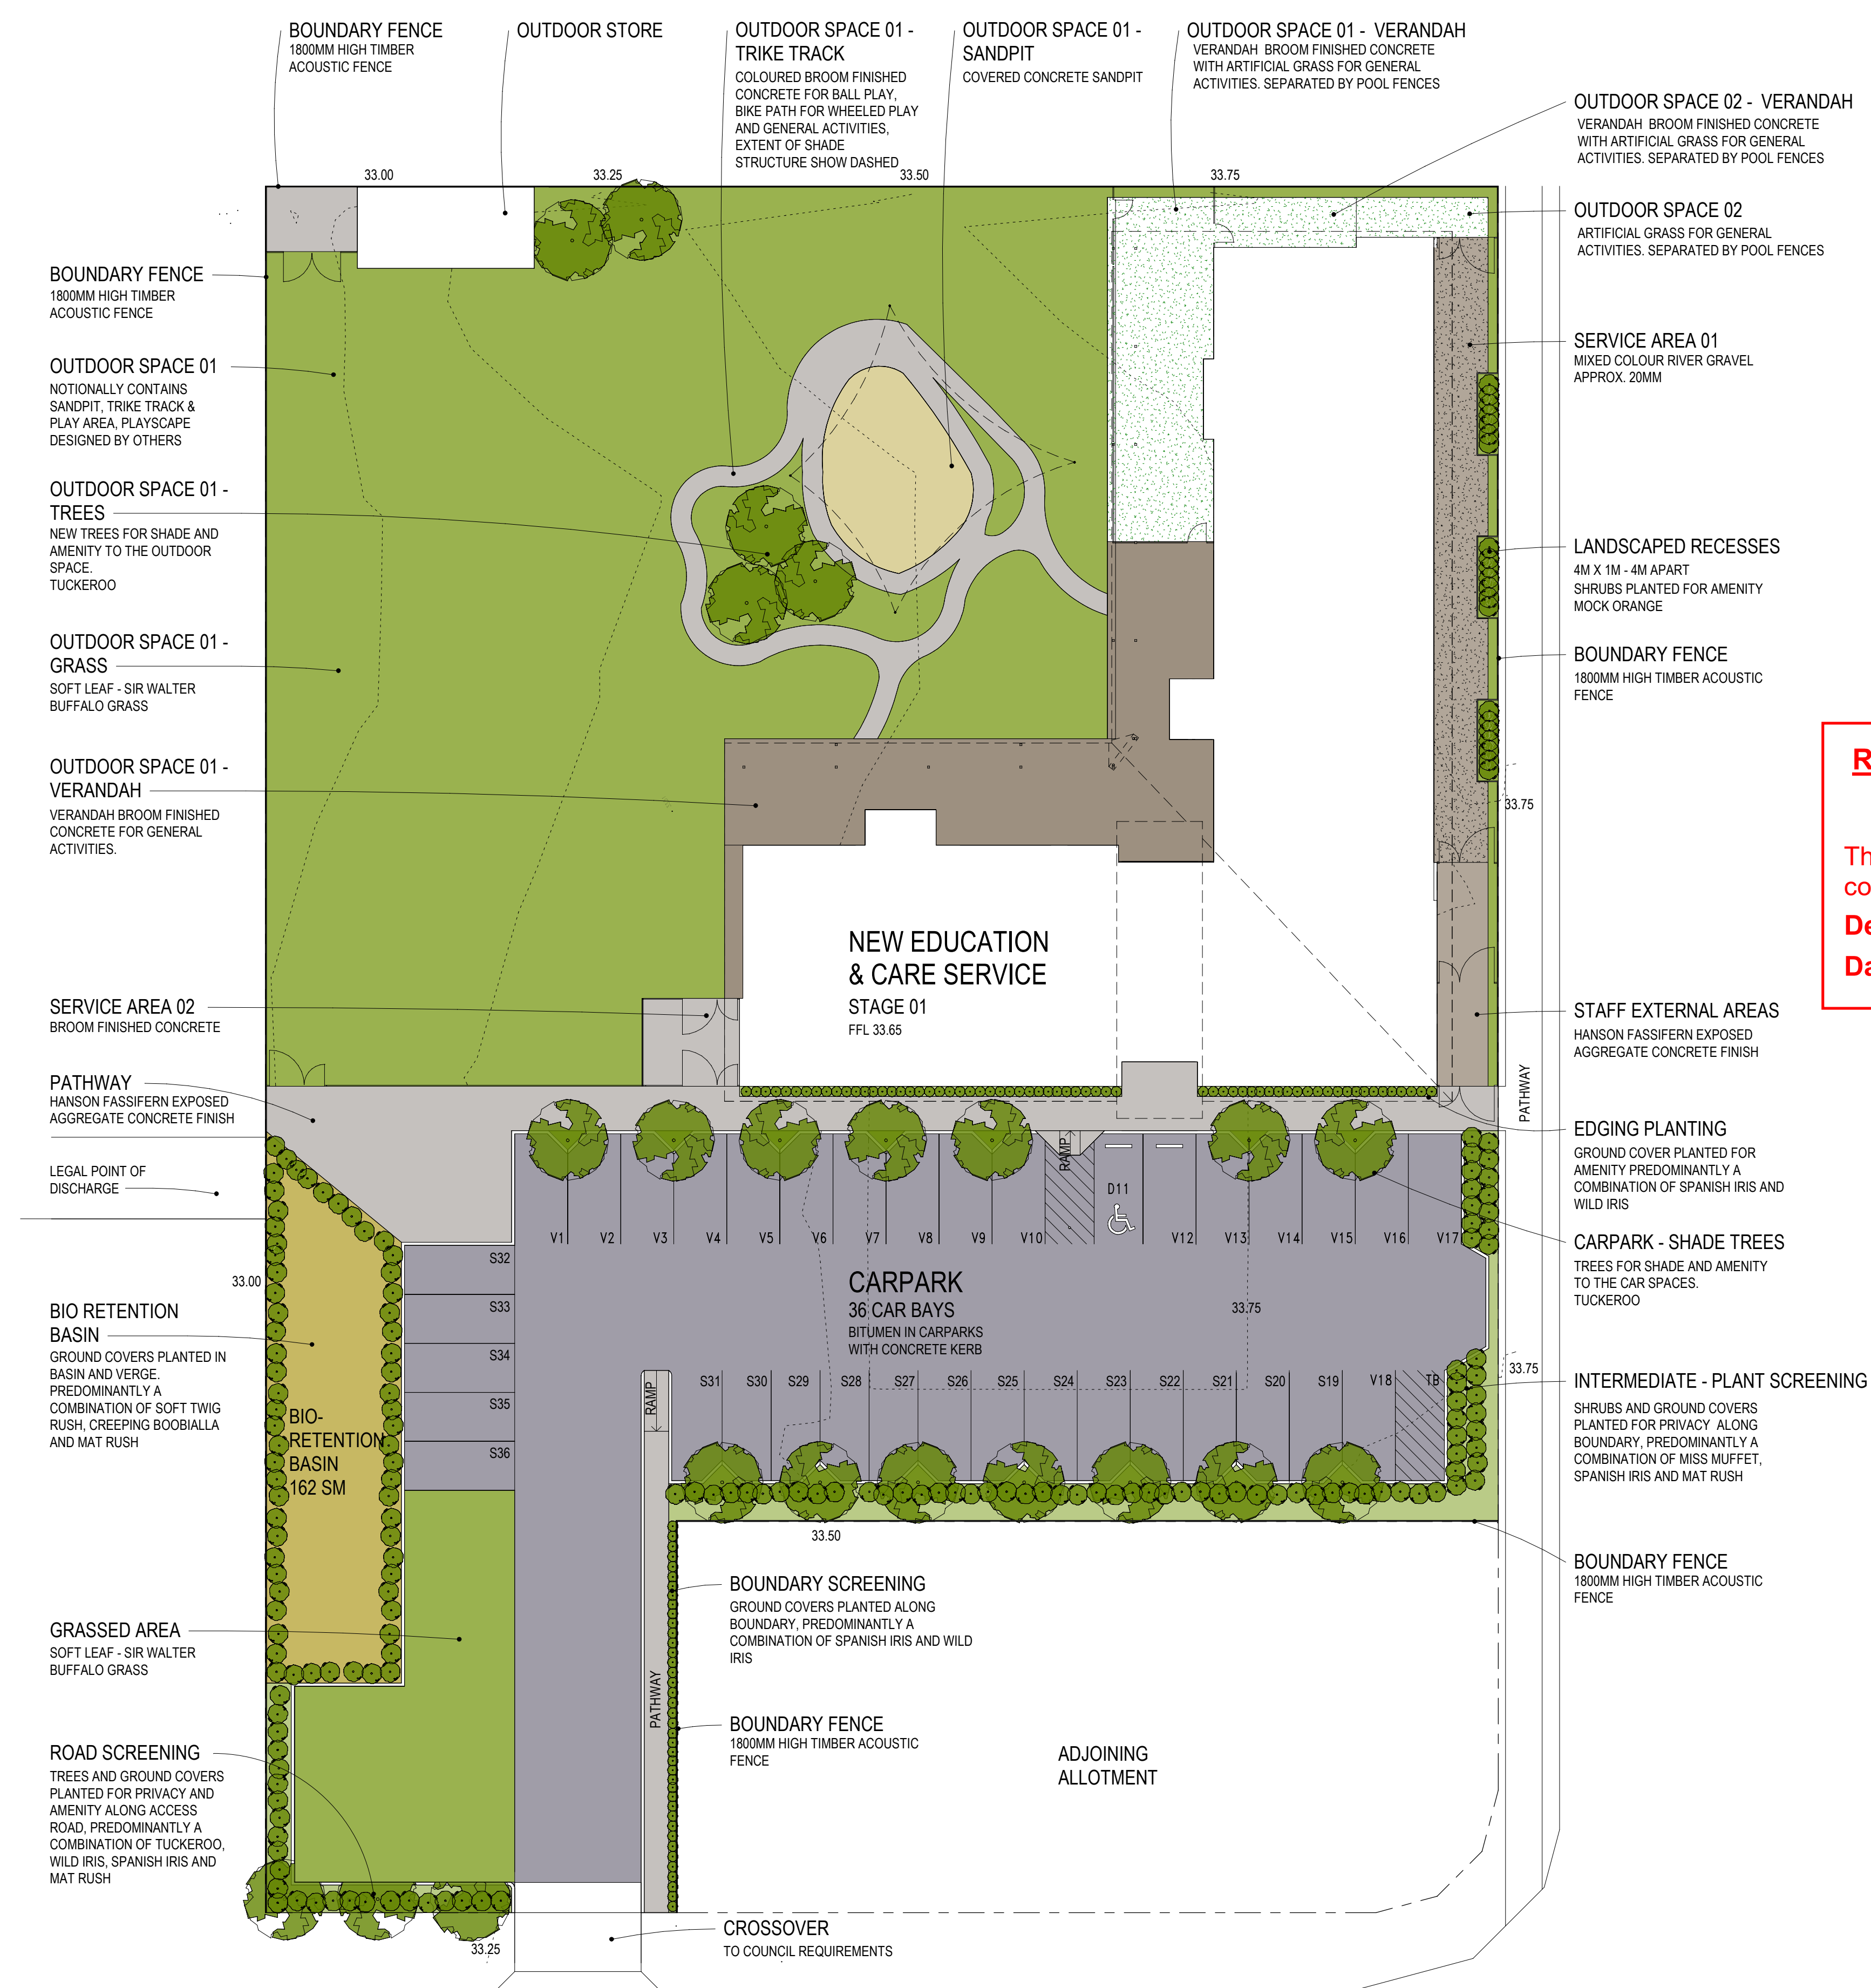 BOUNDARY FENCE
1800MM HIGH TIMBER
ACOUSTIC FENCE
OUTDOOR STORE
OUTDOOR SPACE 01 -
TRIKE TRACK
COLOURED BROOM FINISHED
CONCRETE FOR BALL PLAY,
BIKE PATH FOR WHEELED PLAY
AND GENERAL ACTIVITIES,
EXTENT OF SHADE
STRUCTURE SHOW DASHED
OUTDOOR SPACE 01 -
SANDPIT
COVERED CONCRETE SANDPIT
OUTDOOR SPACE 01 - VERANDAH
VERANDAH BROOM FINISHED CONCRETE
WITH ARTIFICIAL GRASS FOR GENERAL
ACTIVITIES. SEPARATED BY POOL FENCES
OUTDOOR SPACE 02 - VERANDAH
VERANDAH BROOM FINISHED CONCRETE
WITH ARTIFICIAL GRASS FOR GENERAL
ACTIVITIES. SEPARATED BY POOL FENCES
33.00
33.25
33.50
33.75
OUTDOOR SPACE 02
ARTIFICIAL GRASS FOR GENERAL
ACTIVITIES. SEPARATED BY POOL FENCES
BOUNDARY FENCE
1800MM HIGH TIMBER
ACOUSTIC FENCE
SERVICE AREA 01
MIXED COLOUR RIVER GRAVEL
APPROX. 20MM
OUTDOOR SPACE 01
NOTIONALLY CONTAINS
SANDPIT, TRIKE TRACK &
PLAY AREA, PLAYSCAPE
DESIGNED BY OTHERS
OUTDOOR SPACE 01 -
TREES
NEW TREES FOR SHADE AND
AMENITY TO THE OUTDOOR
SPACE.
TUCKEROO
LANDSCAPED RECESSES
4M X 1M - 4M APART
SHRUBS PLANTED FOR AMENITY
MOCK ORANGE
OUTDOOR SPACE 01 -
GRASS
SOFT LEAF - SIR WALTER
BUFFALO GRASS
BOUNDARY FENCE
1800MM HIGH TIMBER ACOUSTIC
FENCE
R
Th
co
De
Da
OUTDOOR SPACE 01 -
VERANDAH
VERANDAH BROOM FINISHED
CONCRETE FOR GENERAL
ACTIVITIES.
33.75
NEW EDUCATION
& CARE SERVICE
STAGE 01
FFL 33.65
SERVICE AREA 02
BROOM FINISHED CONCRETE
STAFF EXTERNAL AREAS
HANSON FASSIFERN EXPOSED
AGGREGATE CONCRETE FINISH
PATHWAY
HANSON FASSIFERN EXPOSED
AGGREGATE CONCRETE FINISH
PATHWAY
EDGING PLANTING
GROUND COVER PLANTED FOR
AMENITY PREDOMINANTLY A
COMBINATION OF SPANISH IRIS AND
WILD IRIS
LEGAL POINT OF
DISCHARGE
RAMP
D11
V1 V2 V3 V4 V5 V6 V7 V8 V9 V10 V12 V13 V14 V15 V16 V17
CARPARK - SHADE TREES
TREES FOR SHADE AND AMENITY
TO THE CAR SPACES.
TUCKEROO
S32
S33
S34
S35
S36
33.00
CARPARK
36 CAR BAYS
BITUMEN IN CARPARKS
WITH CONCRETE KERB
33.75
BIO RETENTION
BASIN
GROUND COVERS PLANTED IN
BASIN AND VERGE.
PREDOMINANTLY A
COMBINATION OF SOFT TWIG
RUSH, CREEPING BOOBIALLA
AND MAT RUSH
33.75
RAMP
S31 S30 S29 S28 S27 S26 S25 S24 S23 S22 S21 S20 S19 V18 TB
INTERMEDIATE - PLANT SCREENING
SHRUBS AND GROUND COVERS
PLANTED FOR PRIVACY ALONG
BOUNDARY, PREDOMINANTLY A
COMBINATION OF MISS MUFFET,
SPANISH IRIS AND MAT RUSH
BIO-
RETENTION
BASIN
162 SM
33.50
BOUNDARY FENCE
1800MM HIGH TIMBER ACOUSTIC
FENCE
BOUNDARY SCREENING
GROUND COVERS PLANTED ALONG
BOUNDARY, PREDOMINANTLY A
COMBINATION OF SPANISH IRIS AND WILD
IRIS
GRASSED AREA
SOFT LEAF - SIR WALTER
BUFFALO GRASS
PATHWAY
BOUNDARY FENCE
1800MM HIGH TIMBER ACOUSTIC
FENCE
ADJOINING
ALLOTMENT
ROAD SCREENING
TREES AND GROUND COVERS
PLANTED FOR PRIVACY AND
AMENITY ALONG ACCESS
ROAD, PREDOMINANTLY A
COMBINATION OF TUCKEROO,
WILD IRIS, SPANISH IRIS AND
MAT RUSH
33.25
CROSSOVER
TO COUNCIL REQUIREMENTS